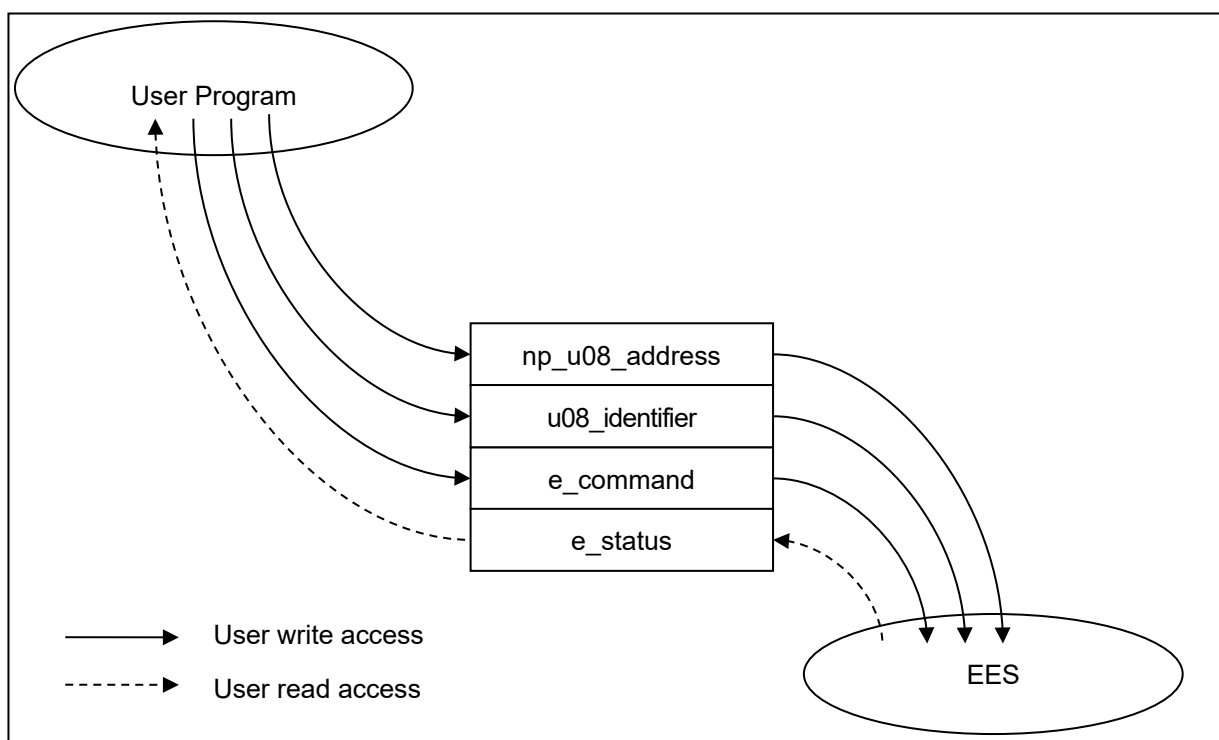 User Program
np_u08_address
u08_identifier
e_command
e_status
User write access
User read access
EES